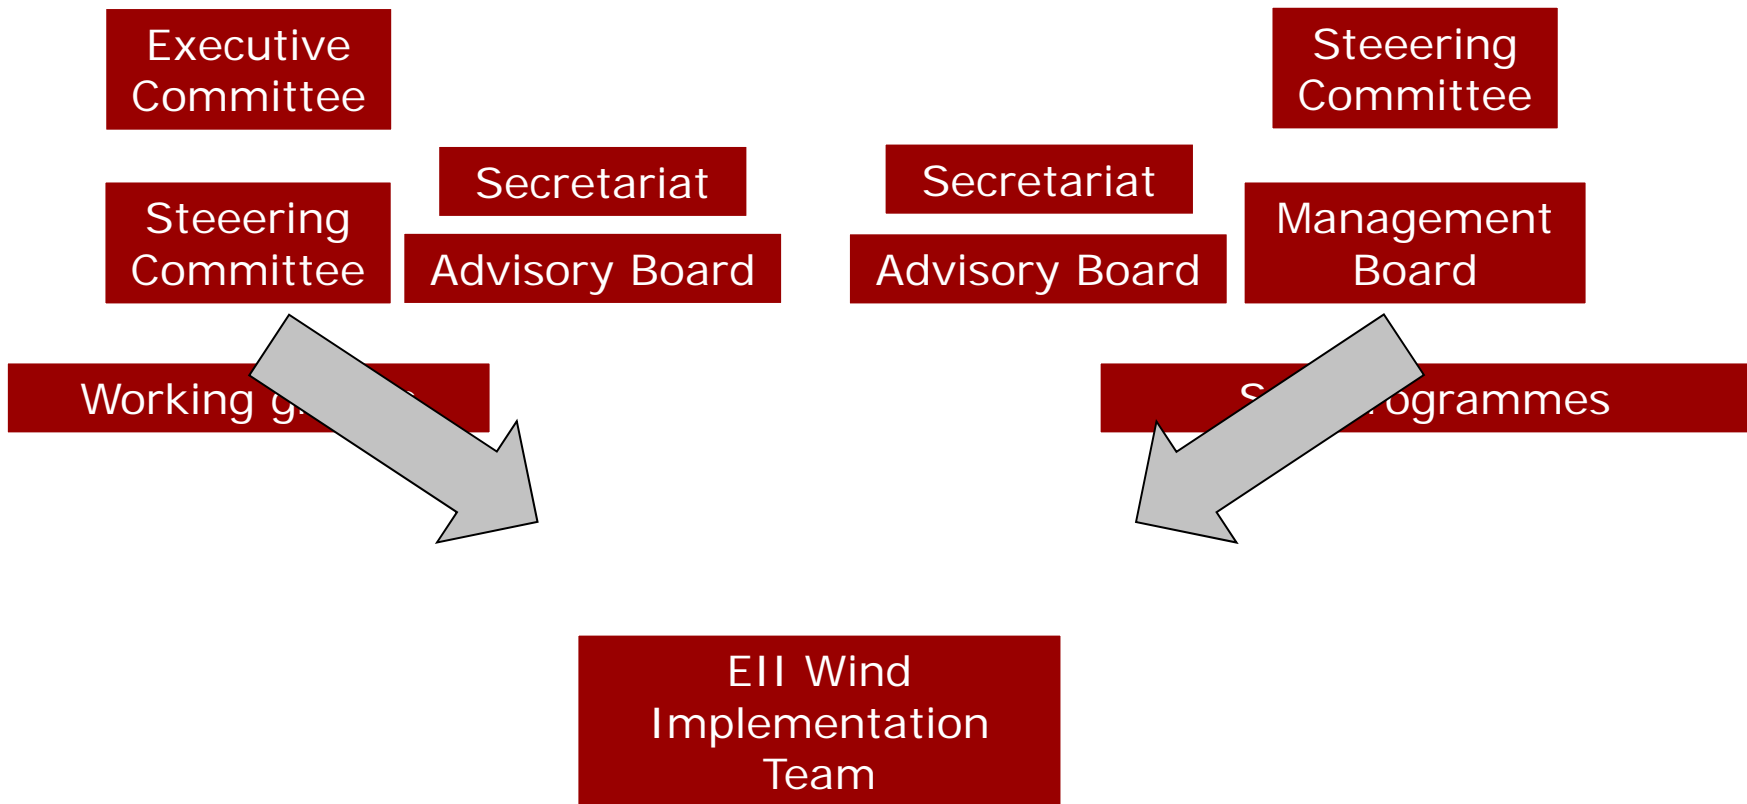 Executive
Committee
Steeering
Committee
Secretariat
Advisory Board
Working
Steeering
Committee
Secretariat
Advisory Board
Management
Board
EII Wind
Implementation
Team